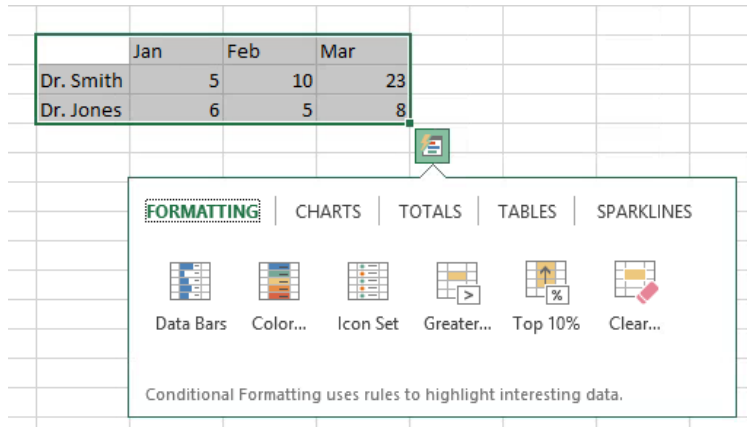 Jan Feb Mar
Dr. Smith 5 10 23
Dr. Jones 6 5 8
FORMATTING CHARTS TOTALS TABLES SPARKLINES
> %
Data Bars Color... Icon Set Greater... Top 10% Clear...
Conditional Formatting uses rules to highlight interesting data.